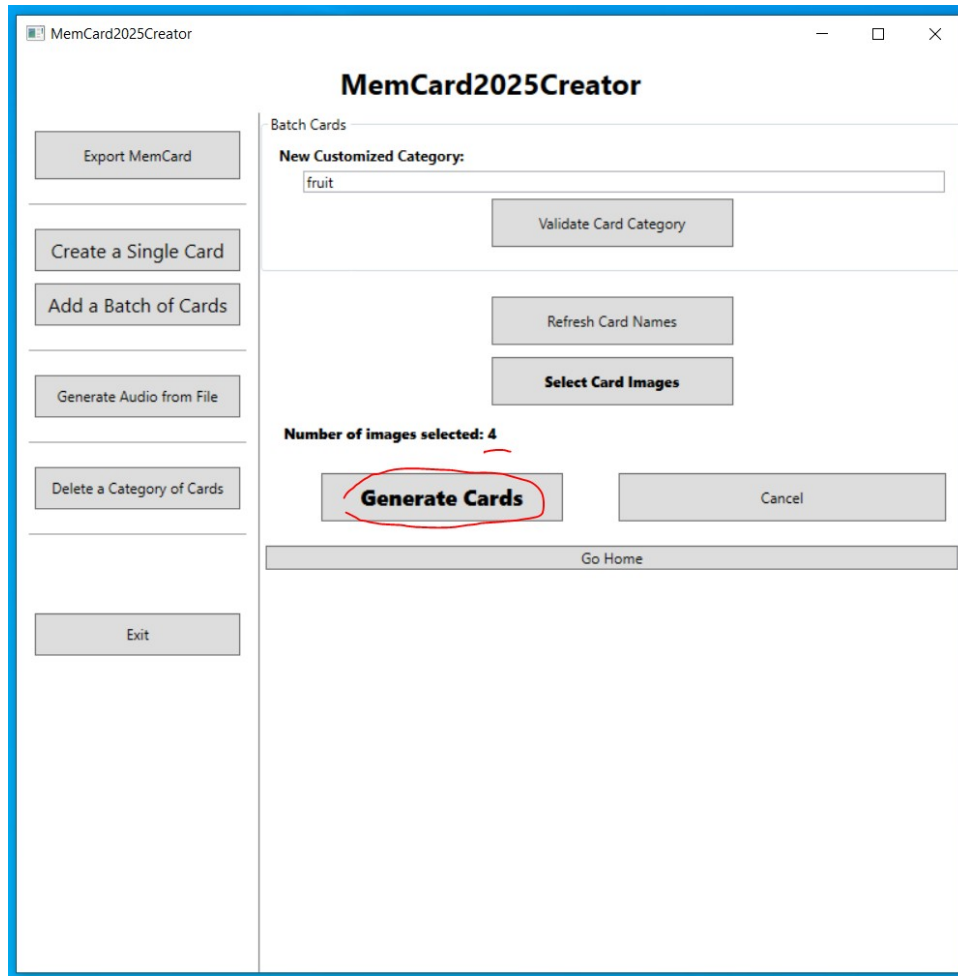 MemCard2025Creator
MemCard2025Creator
Export MemCard
Create a Single Card
Add a Batch of Cards
Generate Audio from File
Delete a Category of Cards
Exit
Batch Cards
New Customized Category:
fruit
Validate Card Category
Refresh Card Names
Select Card Images
Number of images selected: 4
Generate Cards
Cancel
Go Home